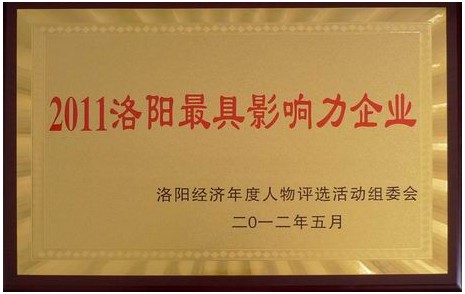 2011洛阳最具影响力企业
洛阳经济年度人物评选活动组委会
二〇一二年五月